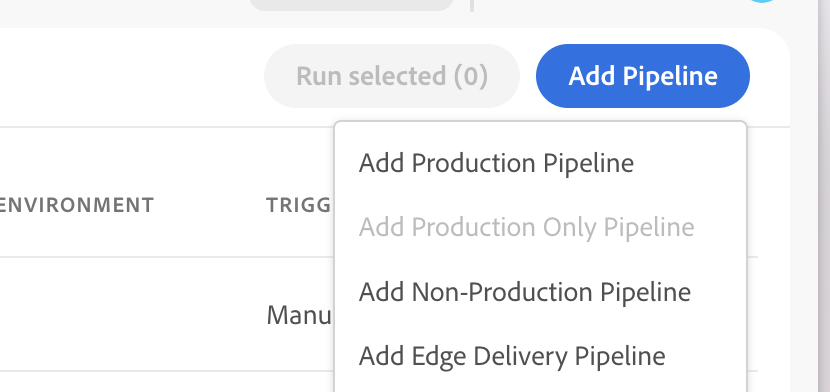 Run selected (0)
Add Pipeline
Add Production Pipeline
ENVIRONMENT
TRIGG
Add Production Only Pipeline
Add Non-Production Pipeline
Manu
Add Edge Delivery Pipeline